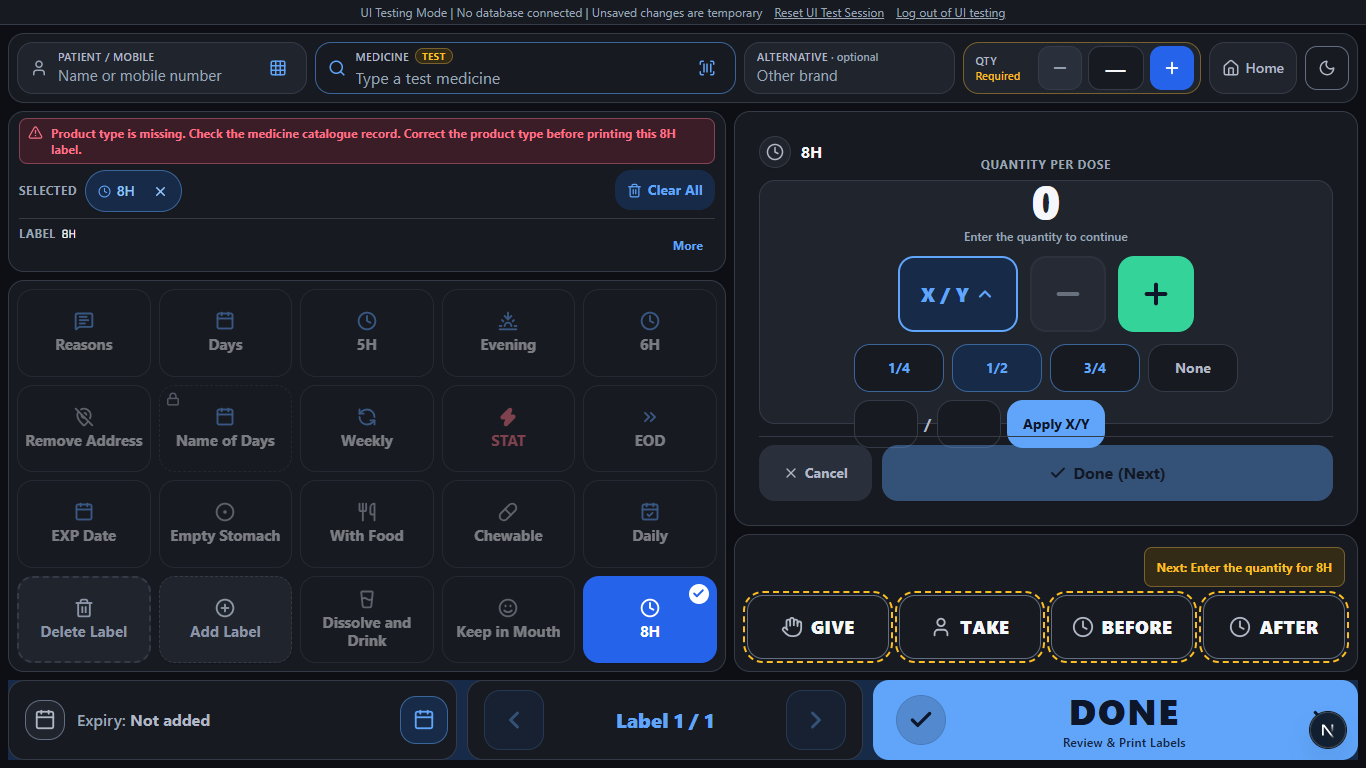 UI Testing Mode | No database connected | Unsaved changes are temporary Reset UI Test Session Log out of UI testing
PATIENT / MOBILE
Name or mobile number
MEDICINE TEST
Type a test medicine
ALTERNATIVE · optional
Other brand
QTY
Required
—
Home
Product type is missing. Check the medicine catalogue record. Correct the product type before printing this 8H
label.
SELECTED 8H
Clear All
LABEL 8H
More
Reasons
Days
5H
Evening
6H
Remove Address
Name of Days
Weekly
STAT
EOD
EXP Date
Empty Stomach
With Food
Chewable
Daily
Delete Label
Add Label
Dissolve and
Drink
Keep in Mouth
8H
8H
QUANTITY PER DOSE
0
Enter the quantity to continue
X / Y
1/4
1/2
3/4
None
/
Apply X/Y
Cancel
Done (Next)
Next: Enter the quantity for 8H
GIVE
TAKE
BEFORE
AFTER
Expiry: Not added
Label 1 / 1
DONE
Review & Print Labels
N